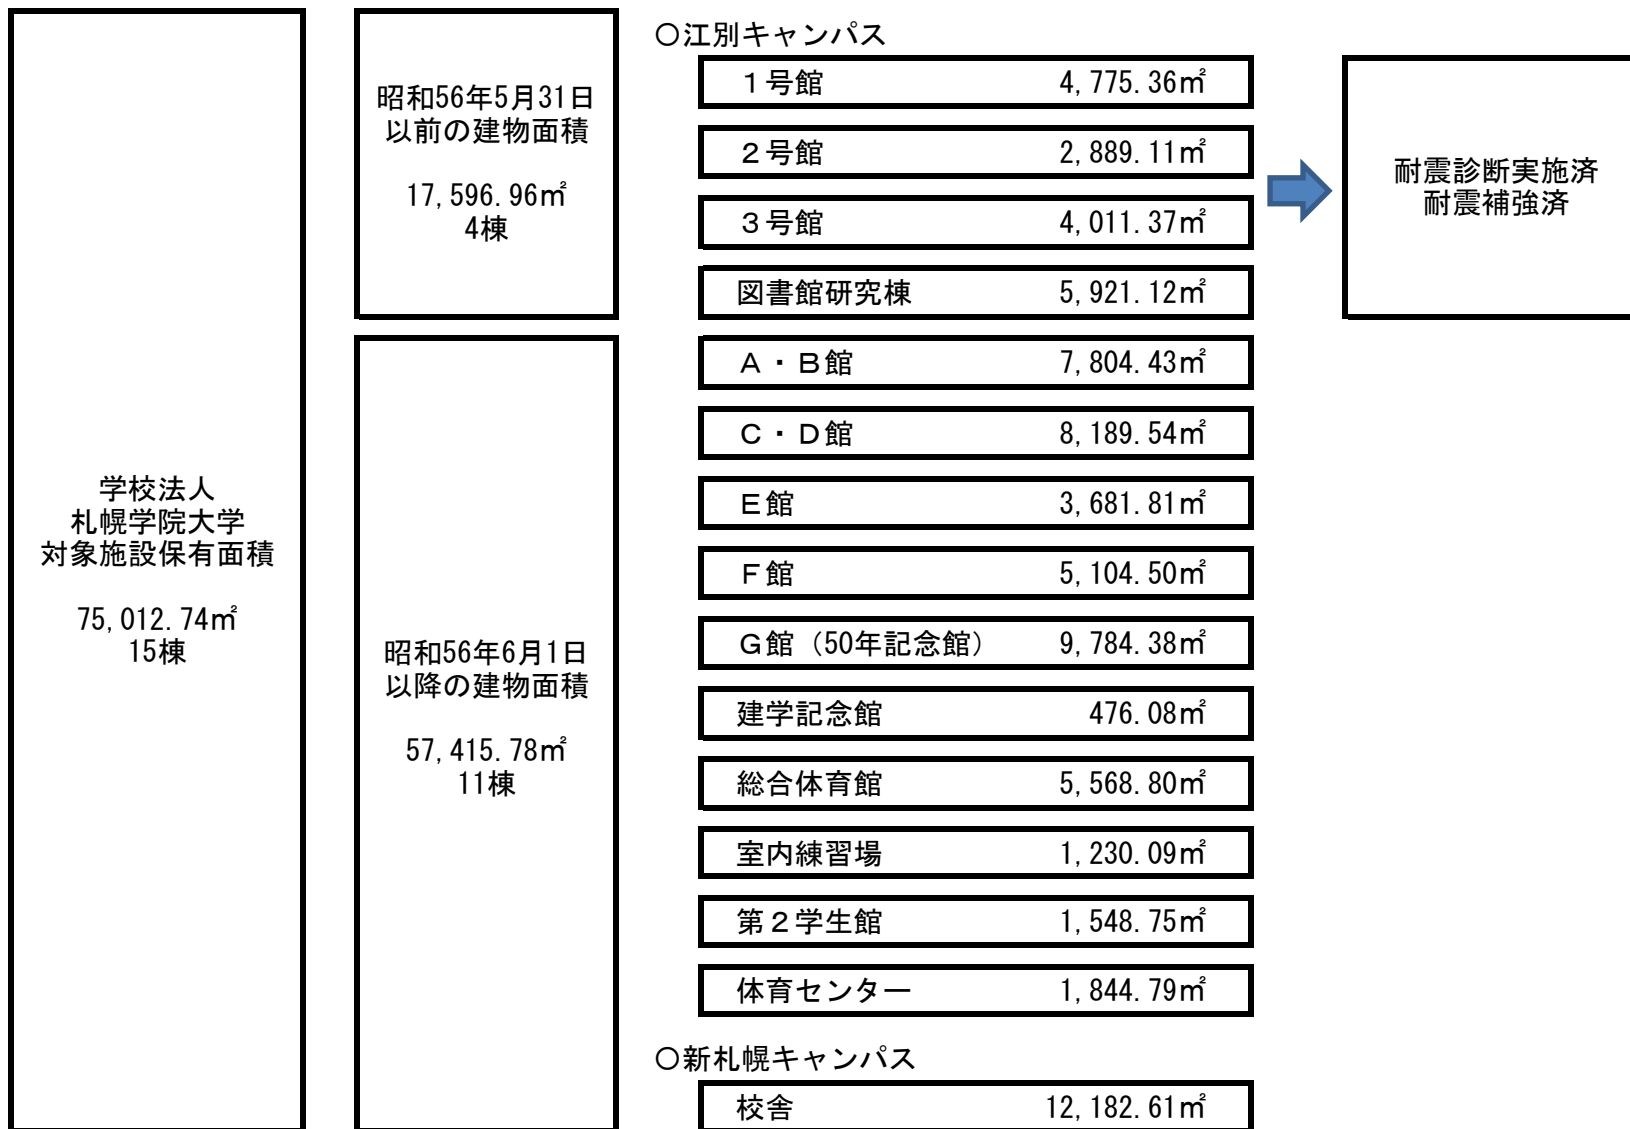 学校法人
札幌学院大学
対象施設保有面積
75,012.74㎡
15棟
昭和56年5月31日
以前の建物面積
17,596.96㎡
4棟
昭和56年6月1日
以降の建物面積
57,415.78㎡
11棟
○江別キャンパス
1号館 4,775.36㎡
2号館 2,889.11㎡
3号館 4,011.37㎡
図書館研究棟 5,921.12㎡
A・B館 7,804.43㎡
C・D館 8,189.54㎡
E館 3,681.81㎡
F館 5,104.50㎡
G館（50年記念館） 9,784.38㎡
建学記念館 476.08㎡
総合体育館 5,568.80㎡
室内練習場 1,230.09㎡
第2学生館 1,548.75㎡
体育センター 1,844.79㎡
○新札幌キャンパス
校舎 12,182.61㎡
耐震診断実施済
耐震補強済